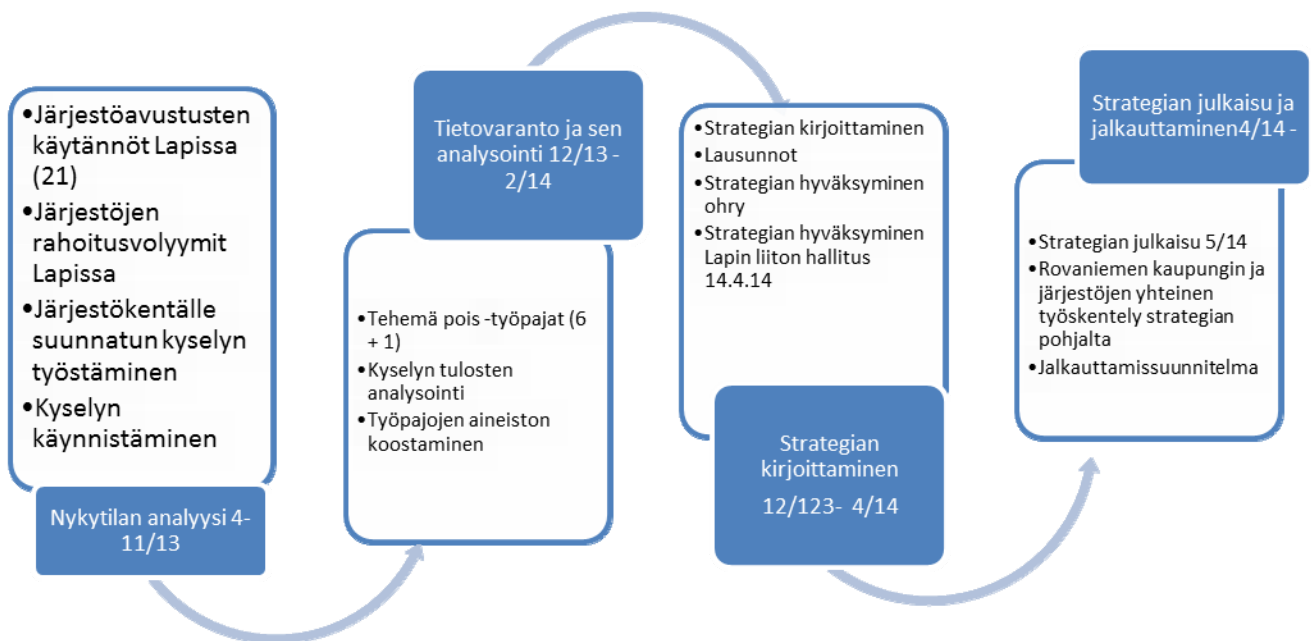 •Järjestöavustusten
käytännöt Lapissa
(21)
•Järjestöjen
rahoitusvolyymit
Lapissa
•Järjestökentälle
suunnatun kyselyn
työstäminen
•Kyselyn
käynnistäminen
Nykytilan analyysi 4-
11/13
Tietovaranto ja sen
analysointi 12/13 -
2/14
•Tehemä pois -työpajat (6
+ 1)
•Kyselyn tulosten
analysointi
•Työpajojen aineiston
koostaminen
•Strategian kirjoittaminen
•Lausunnot
•Strategian hyväksyminen
ohry
•Strategian hyväksyminen
Lapin liiton hallitus
14.4.14
Strategian
kirjoittaminen
12/123- 4/14
Strategian julkaisu ja
jalkauttaminen4/14 -
•Strategian julkaisu 5/14
•Rovaniemen kaupungin ja
järjestöjen yhteinen
työskentely strategian
pohjalta
•Jalkauttamissuunnitelma